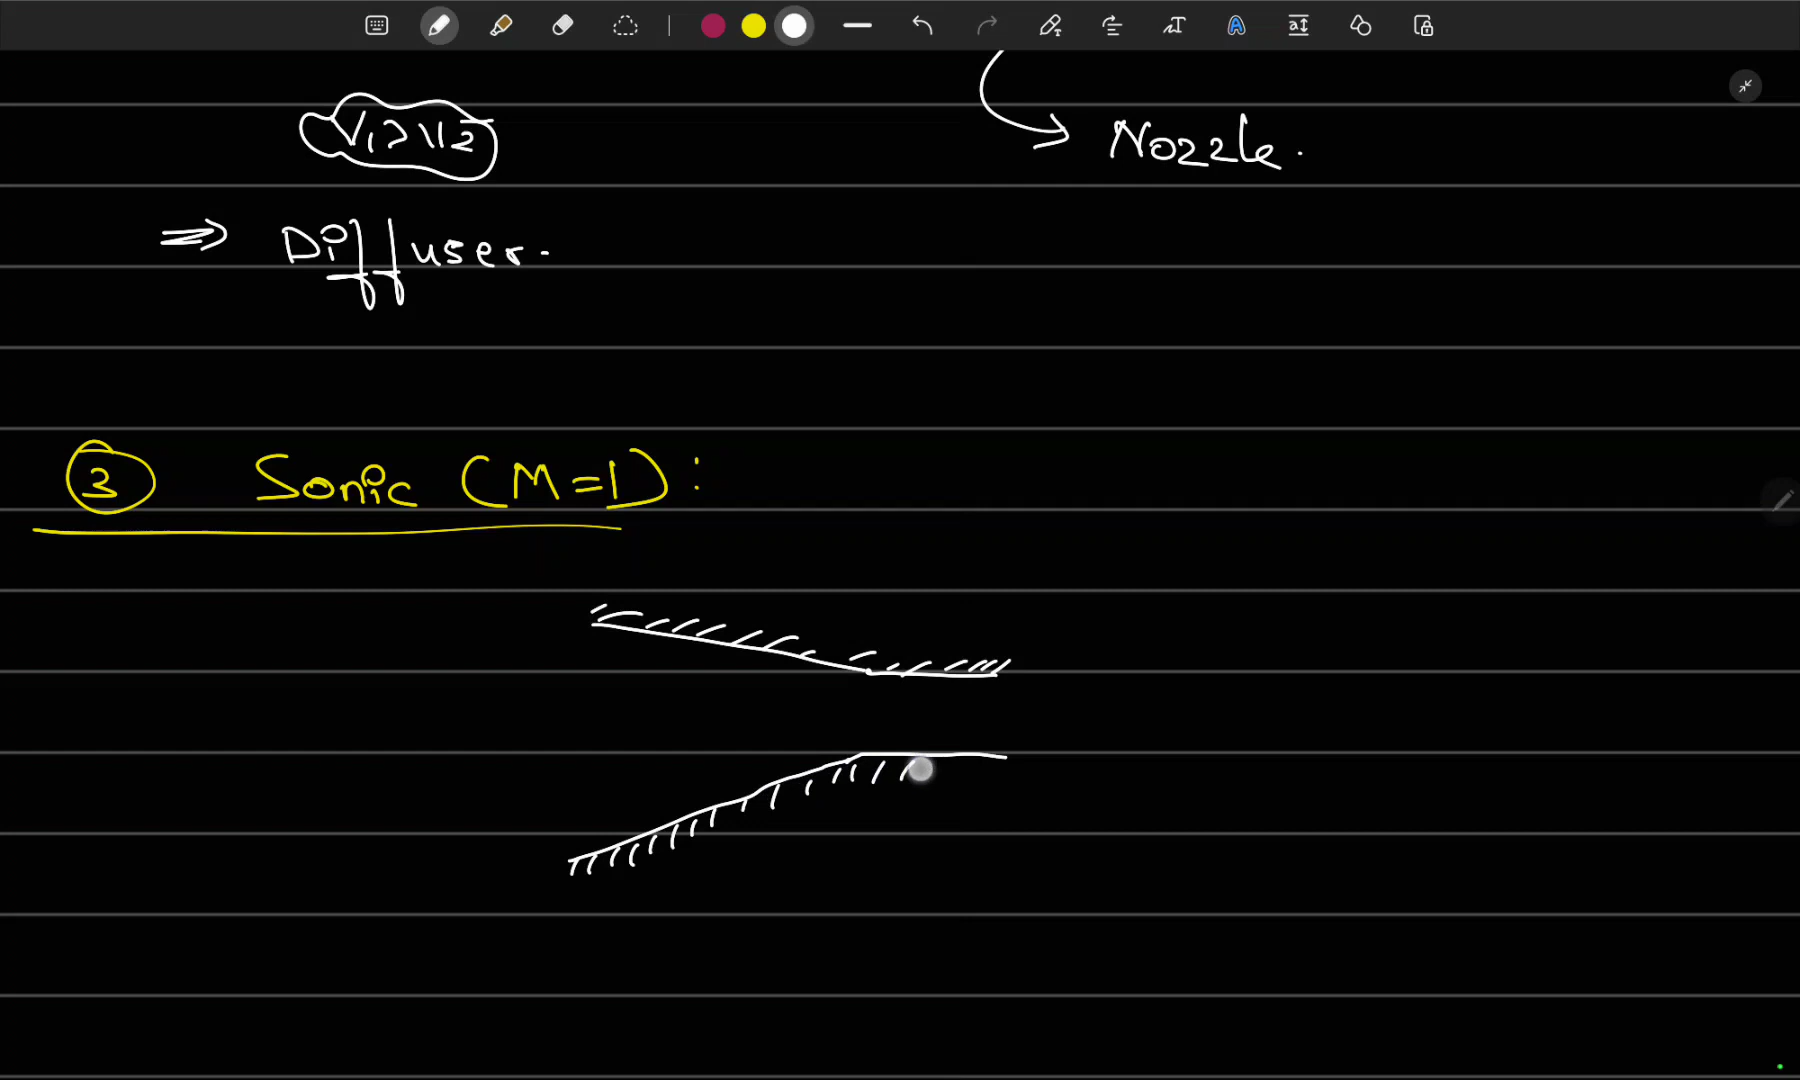 V1 > V2
Nozzle.
⇒ Diffuser.
③ Sonic (M=1):